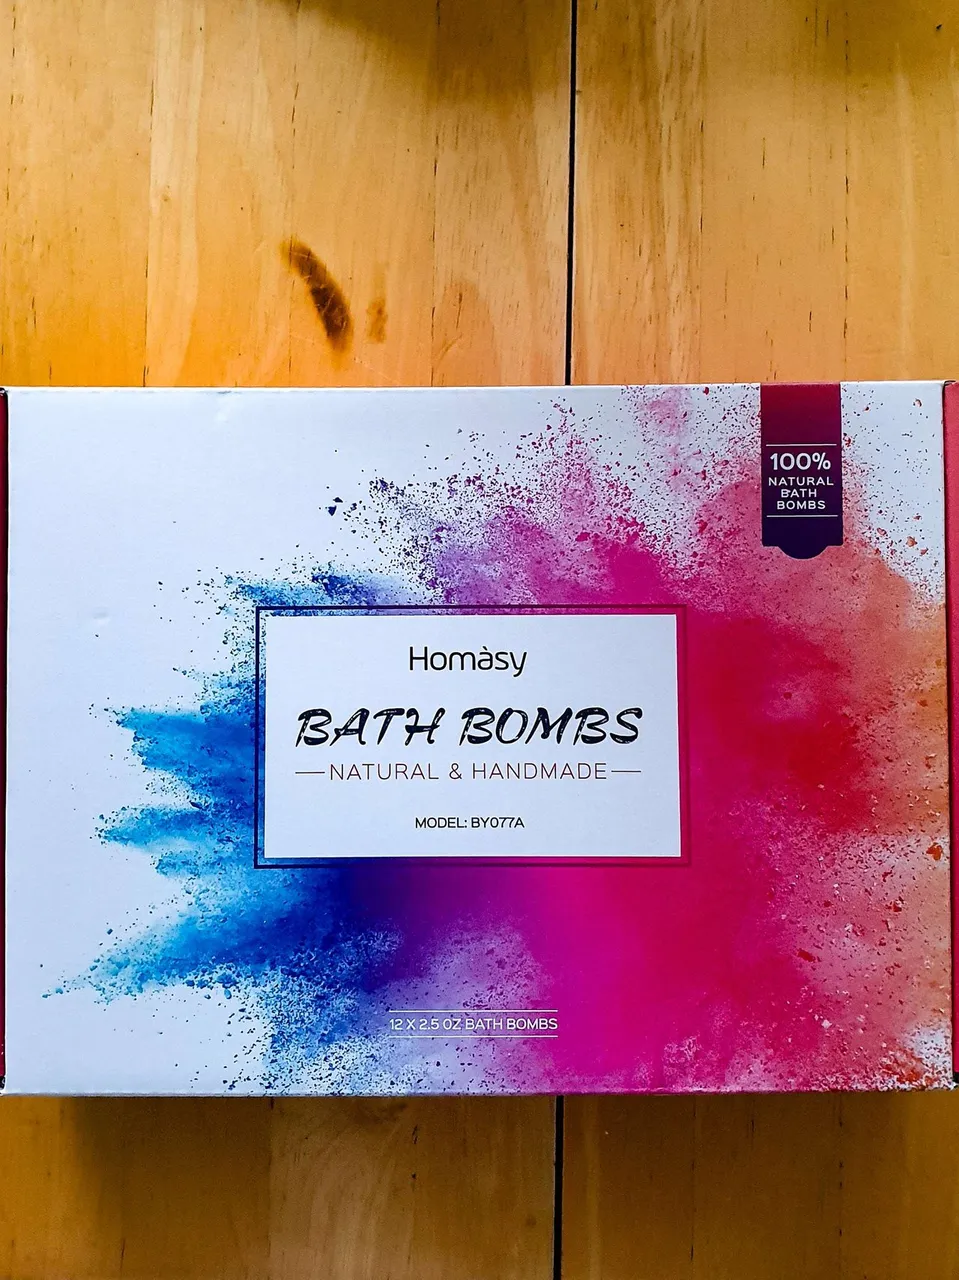 100%
NATURAL
BATH
BOMBS
Homàsy
BATH BOMBS
NATURAL & HANDMADE
MODEL: BY077A
12 X 2.5 OZ BATH BOMBS